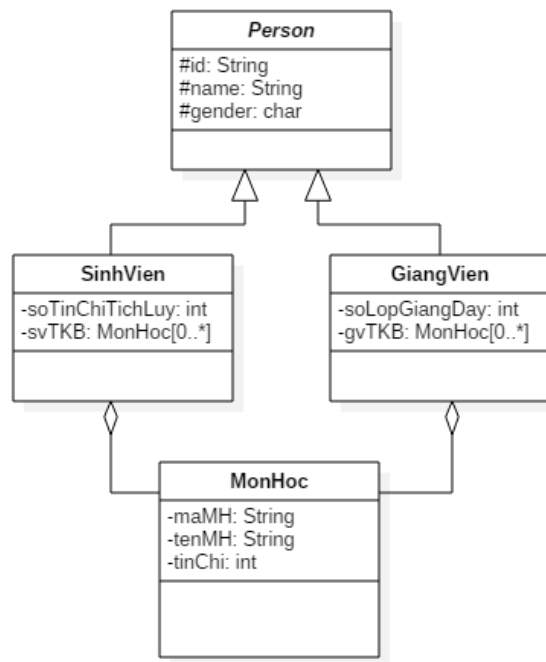 Person
#id: String
#name: String
#gender: char
SinhVien
-soTinChiTichLuy: int
-svTKB: MonHoc[0..*]
GiangVien
-soLopGiangDay: int
-gvTKB: MonHoc[0..*]
MonHoc
-maMH: String
-tenMH: String
-tinChi: int